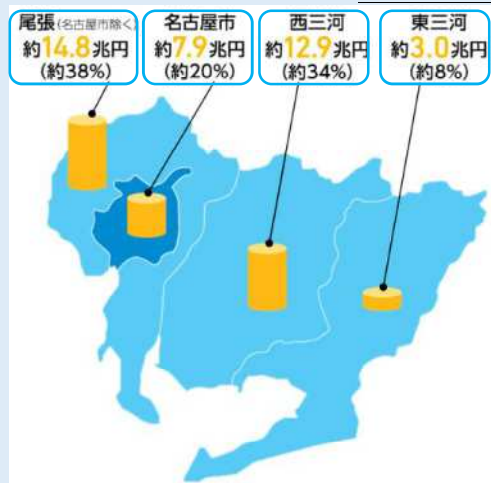 尾張(名古屋市除く)
約14.8兆円
(約38%)
名古屋市
約7.9兆円
(約20%)
西三河
約12.9兆円
(約34%)
東三河
約3.0兆円
(約8%)